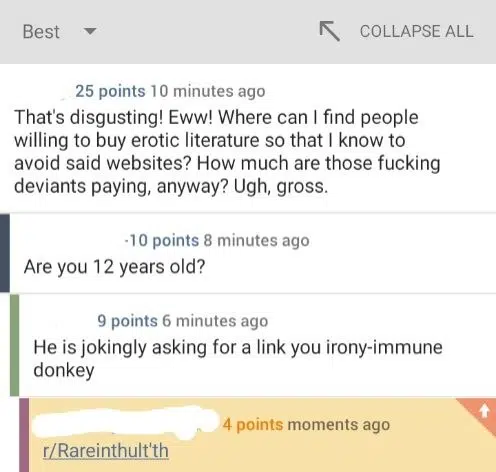 Best
COLLAPSE ALL
25 points 10 minutes ago
That's disgusting! Eww! Where can I find people
willing to buy erotic literature so that I know to
avoid said websites? How much are those fucking
deviants paying, anyway? Ugh, gross.
-10 points 8 minutes ago
Are you 12 years old?
9 points 6 minutes ago
He is jokingly asking for a link you irony-immune
donkey
4 points moments ago
r/Rareinthult'th